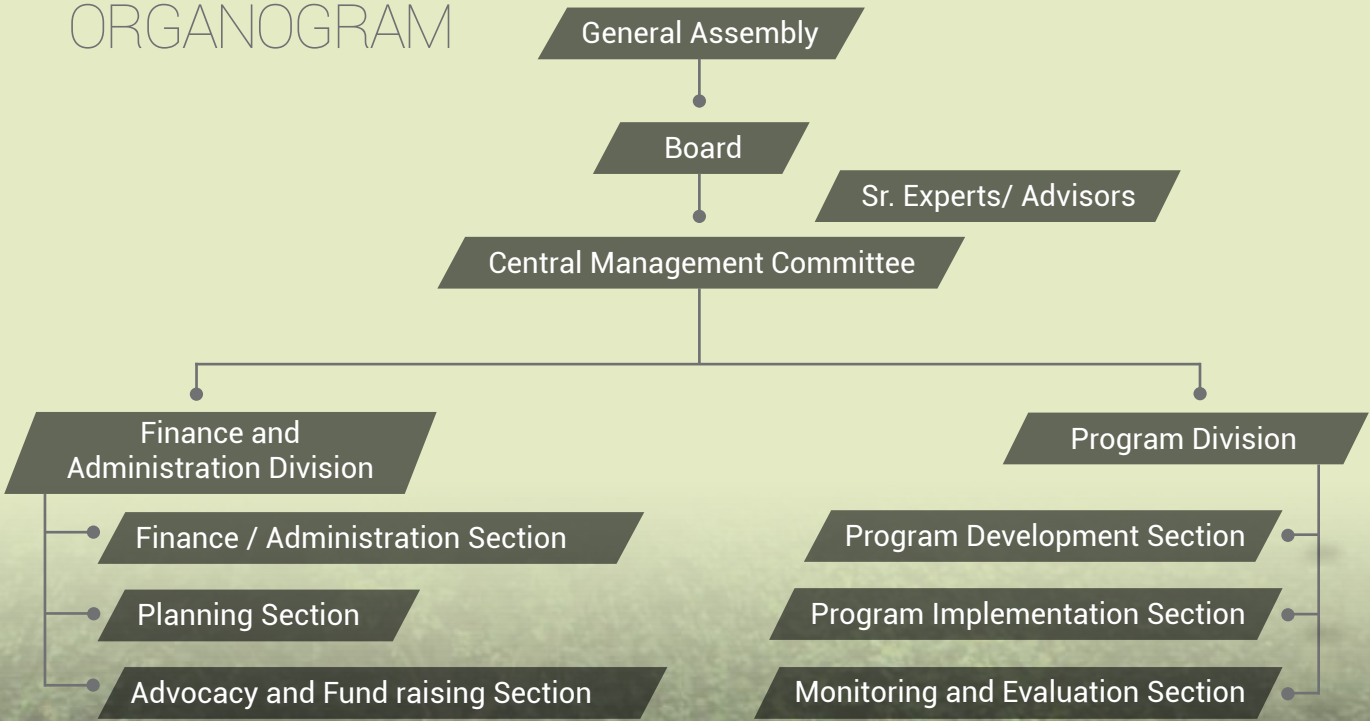 ORGANOGRAM
General Assembly
Board
Sr. Experts/ Advisors
Central Management Committee
Finance and
Administration Division
Program Division
Finance / Administration Section
Planning Section
Advocacy and Fund raising Section
Program Development Section
Program Implementation Section
Monitoring and Evaluation Section